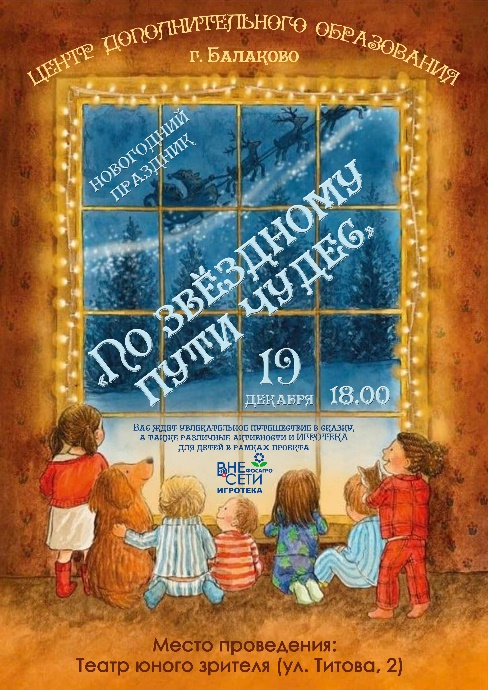 ЦЕНТР ДОПОЛНИТЕЛЬНОГО ОБРАЗОВАНИЯ
г. БАЛАКОВО
НОВОГОДНИЙ
ПРАЗДНИК
«ПО ЗВЁЗДНОМУ
ПУТИ ЧУДЕС»
19
ДЕКАБРЯ
18.00
ВАС ЖДЕТ УВЛЕКАТЕЛЬНОЕ ПУТЕШЕСТВИЕ В СКАЗКУ,
А ТАКЖЕ РАЗЛИЧНЫЕ АКТИВНОСТИ И ИГРОТЕКА
ДЛЯ ДЕТЕЙ В РАМКАХ ПРОЕКТА
ВНЕ
ФОСАГРО
СЕТИ
ИГРОТЕКА
Место проведения:
Театр юного зрителя (ул. Титова, 2)